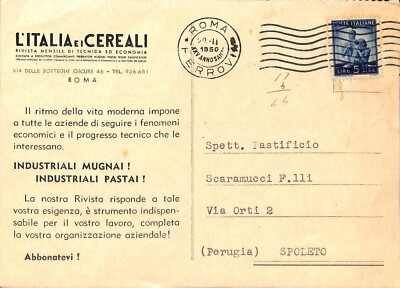 L'ITALIA E I CEREALI
RIVISTA MENSILE DI TECNICA ED ECONOMIA
VIA DELLE BOTTEGHE OSCURE 46 - TEL. 936.681
ROMA
ROMA
1950
FERROVIA
POSTE ITALIANE
LIRE 5
Il ritmo della vita moderna impone
a tutte le aziende di seguire i fenomeni
economici e il progresso tecnico che le
interessano.
INDUSTRIALI MUGNAI !
INDUSTRIALI PASTAI !
La nostra Rivista risponde a tale
vostra esigenza, è strumento indispen-
sabile per il vostro lavoro, completa
la vostra organizzazione aziendale!
Abbonatevi !
Spett. Pastificio
Scaramucci F.lli
Via Orti 2
(Perugia) SPOLETO